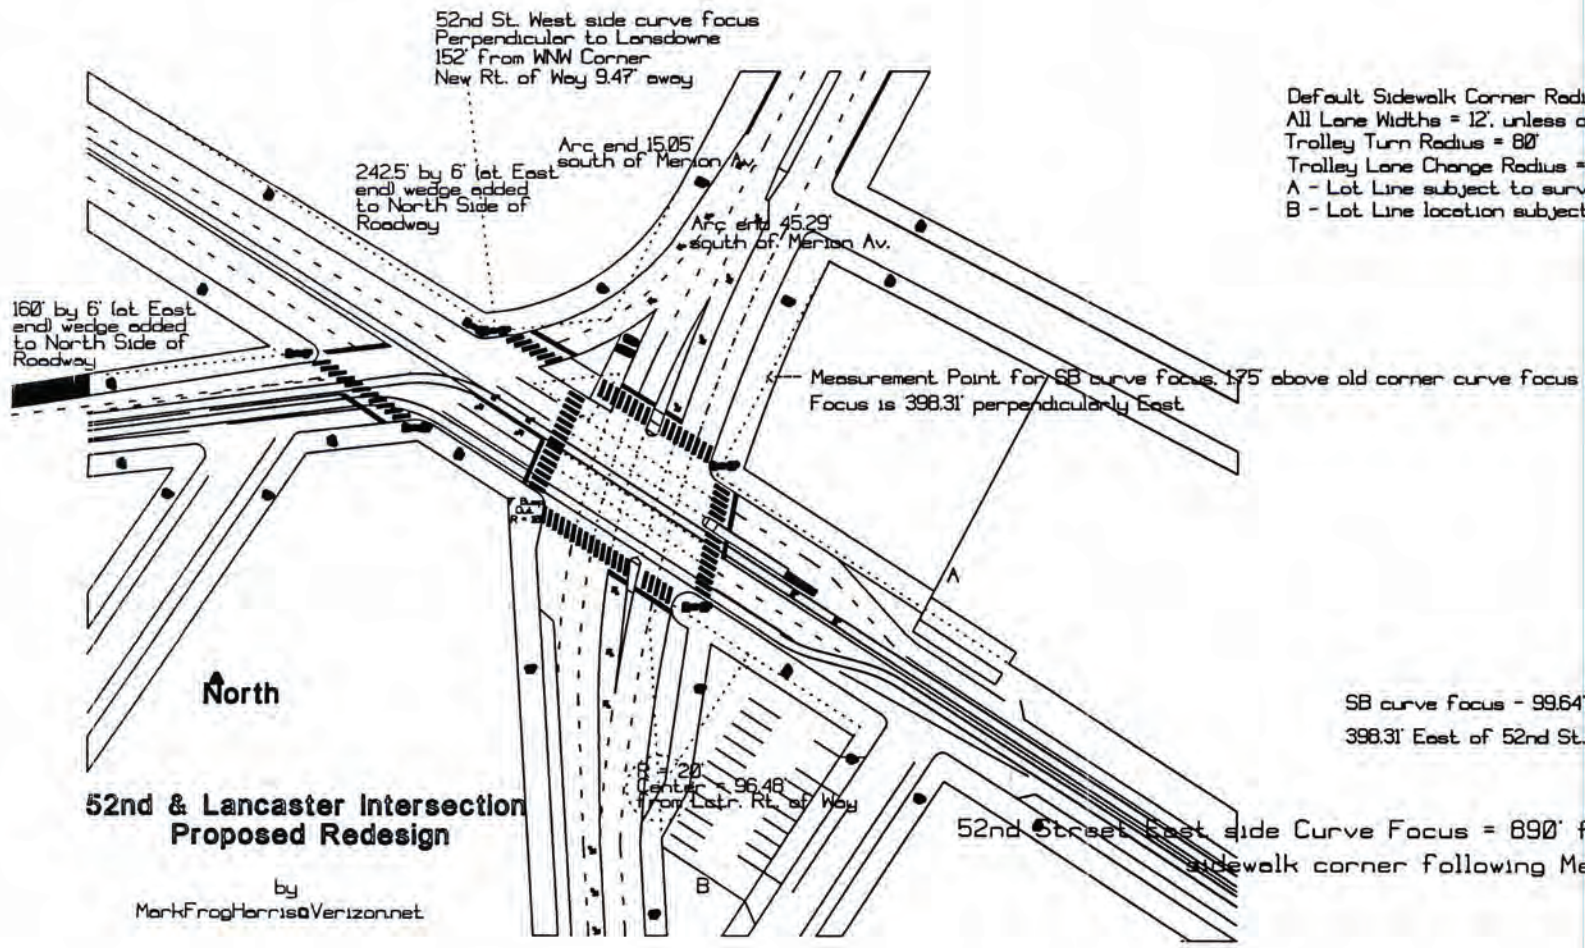 52nd St. West side curve focus
Perpendicular to Lansdowne
152' from WNW Corner
New Rt. of Way 9.47' away
Default Sidewalk Corner Radi
All Lane Widths = 12', unless o
Trolley Turn Radius = 80'
Trolley Lane Change Radius =
A - Lot Line subject to surv
B - Lot Line location subject
Arc end 15.05'
south of Merion Av.
242.5' by 6' (at East
end) wedge added
to North Side of
Roadway
Arc end 45.29'
south of Merion Av.
160' by 6' (at East
end) wedge added
to North Side of
Roadway
Measurement Point for SB curve focus, 1.75' above old corner curve focus
Focus is 398.31' perpendicularly East
Out
R =
A
North
SB curve focus - 99.64'
398.31' East of 52nd St.
R = 20'
Center = 96.48'
from Lstr. Rt. of Way
52nd & Lancaster Intersection
Proposed Redesign
52nd Street East side Curve Focus = 890' f
sidewalk corner following Me
by
MarkFrogHarris@Verizon.net
B